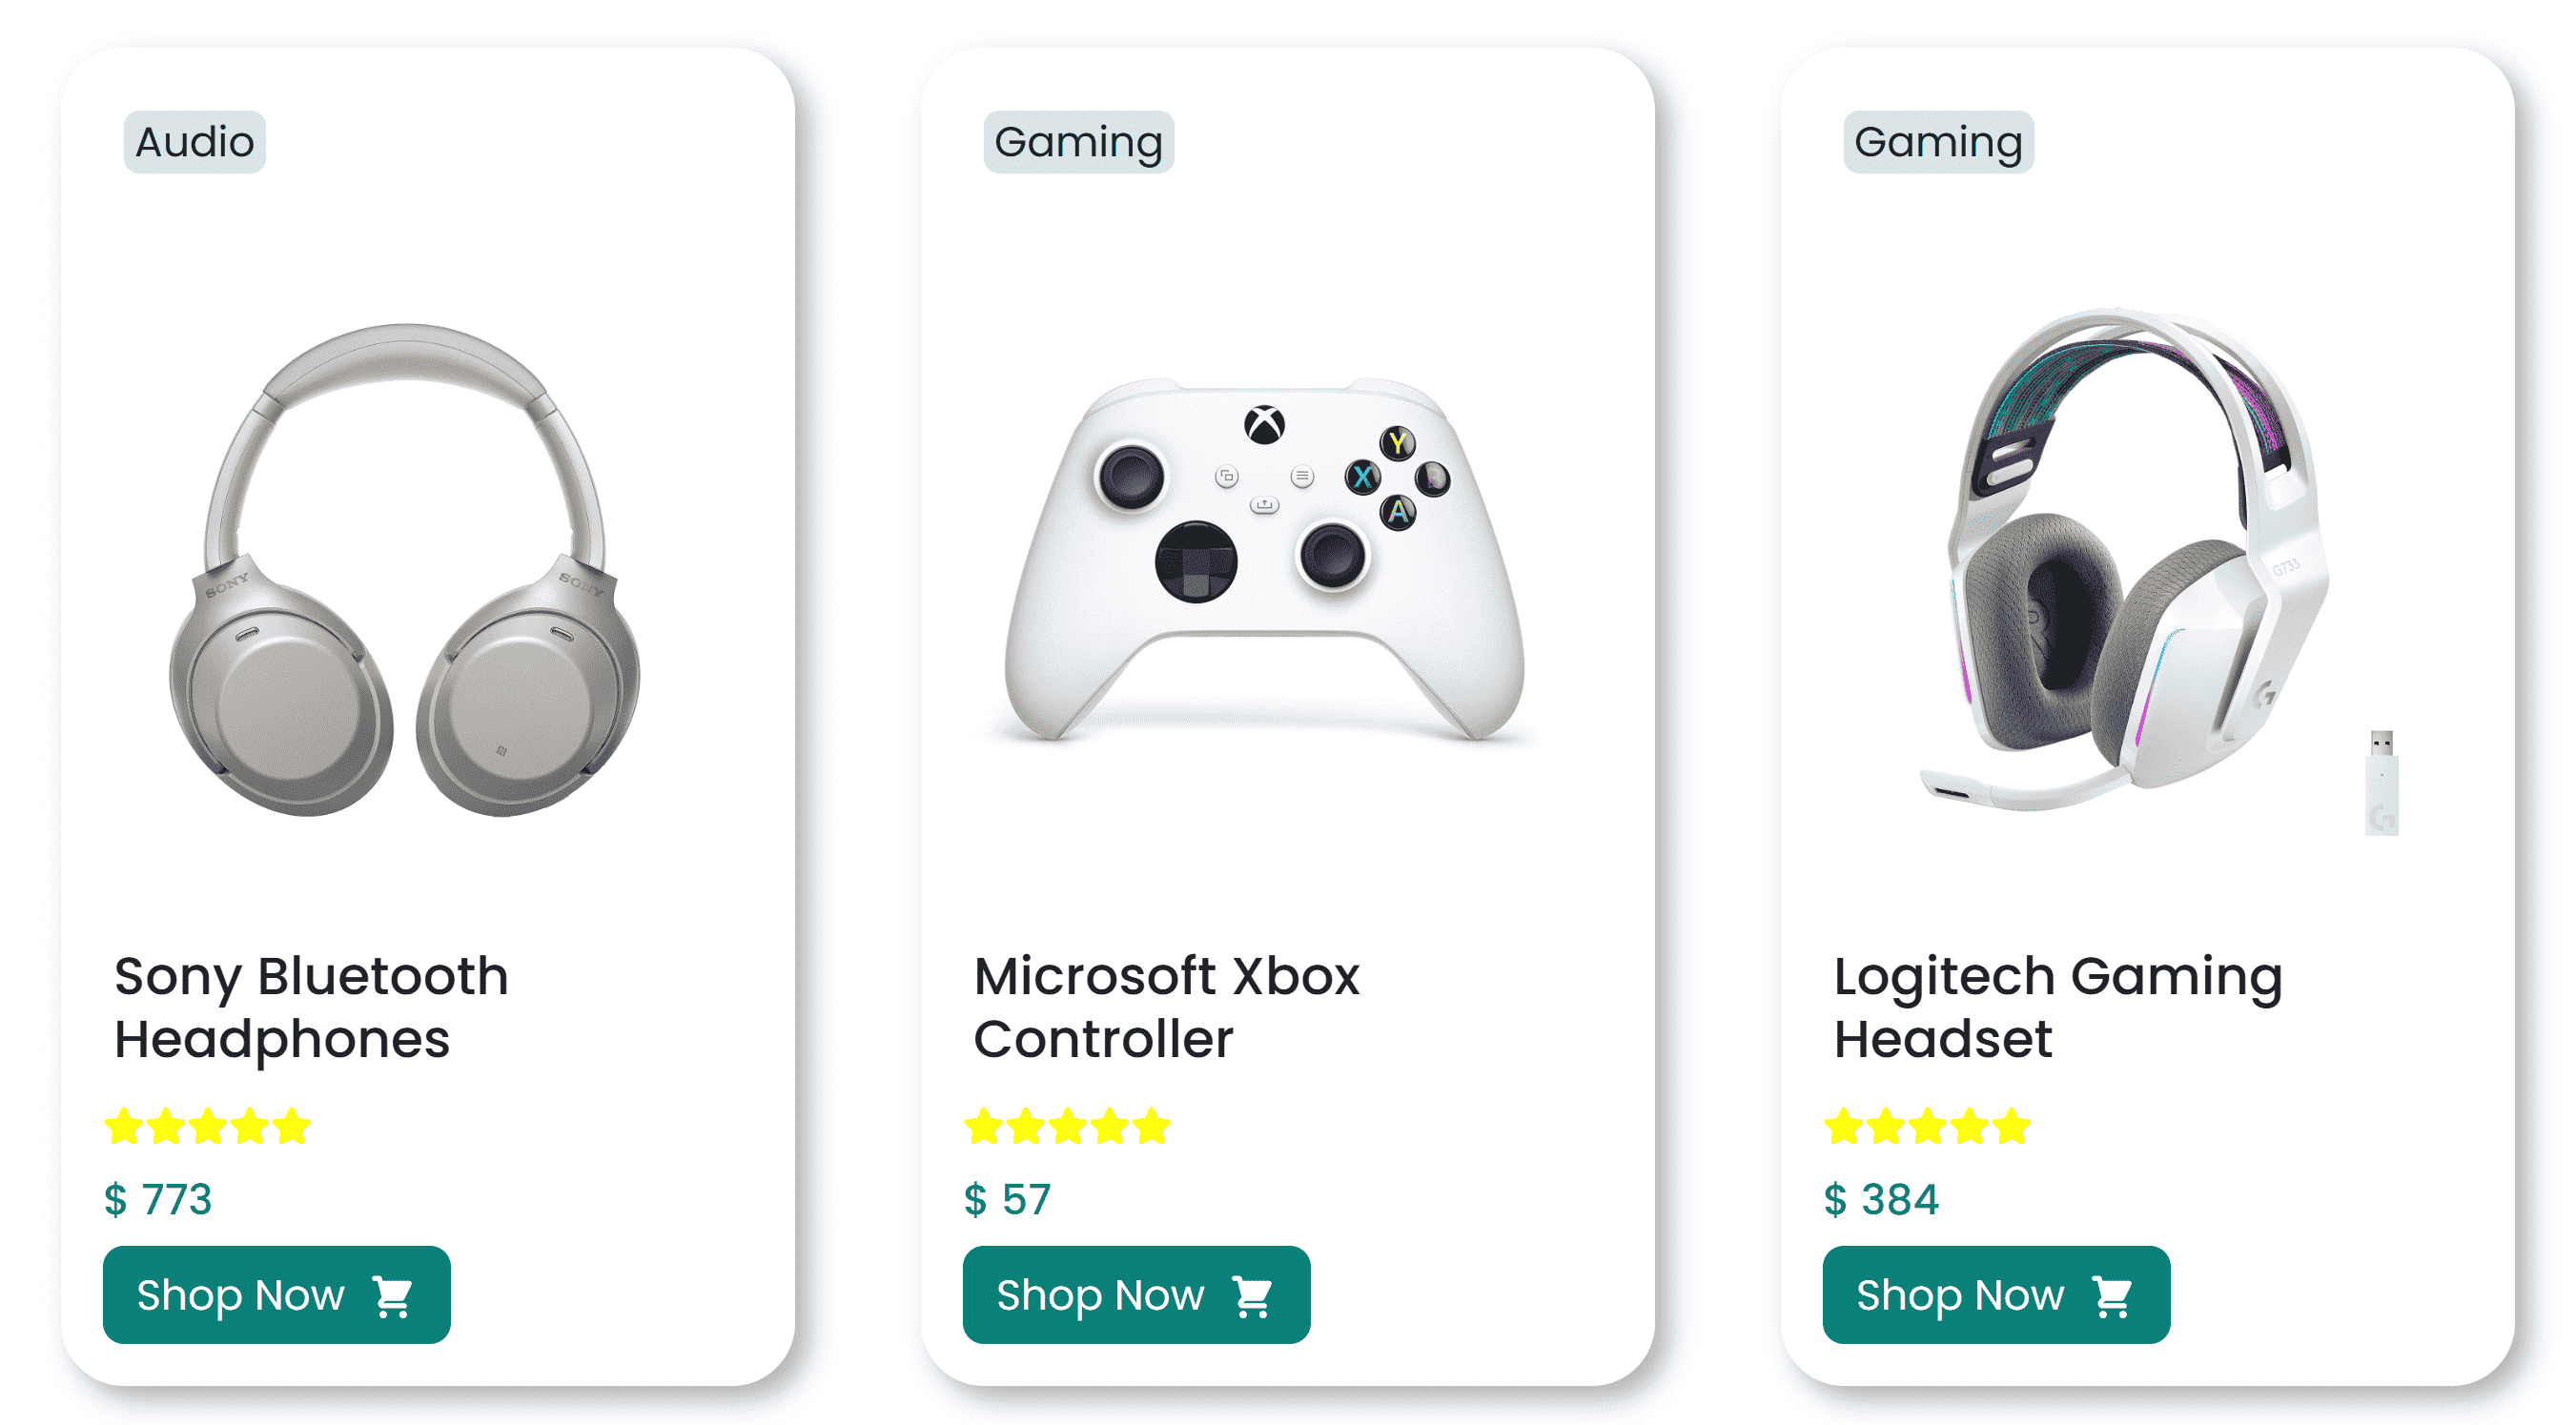 Audio
SONY
SONY
Sony Bluetooth
Headphones
$ 773
Shop Now
Gaming
Y
X
B
A
Microsoft Xbox
Controller
$ 57
Shop Now
Gaming
G733
G
G
Logitech Gaming
Headset
$ 384
Shop Now